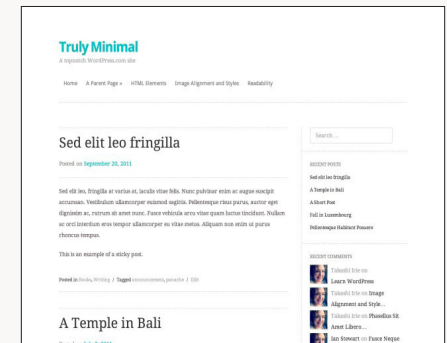 Truly Minimal
A topnotch WordPress.com site
Home A Parent Page » HTML Elements Image Alignment and Styles Readability
Sed elit leo fringilla
Posted on September 20, 2011
Sed elit leo, fringilla at varius et, iaculis vitae felis. Nunc pulvinar enim ac augue suscipit
accumsan. Vestibulum ullamcorper euismod sagittis. Pellentesque risus purus, auctor eget
dignissim ac, rutrum sit amet nunc. Fusce vehicula arcu vitae quam luctus tincidunt. Nullam
ac orci interdum eros tempor ullamcorper eu vitae metus. Aliquam non enim ut purus
rhoncus tempus.
This is an example of a sticky post.
Posted in Books, Writing / Tagged announcement, panache / Edit
A Temple in Bali
Search …
RECENT POSTS
Sed elit leo fringilla
A Temple in Bali
A Short Post
Fall in Luxembourg
Pellentesque Habitant Posuere
RECENT COMMENTS
Takashi Irie on
Learn WordPress
Takashi Irie on Image
Alignment and Style…
Takashi Irie on Phasellus Sit
Amet Libero…
Ian Stewart on Fusce Neque